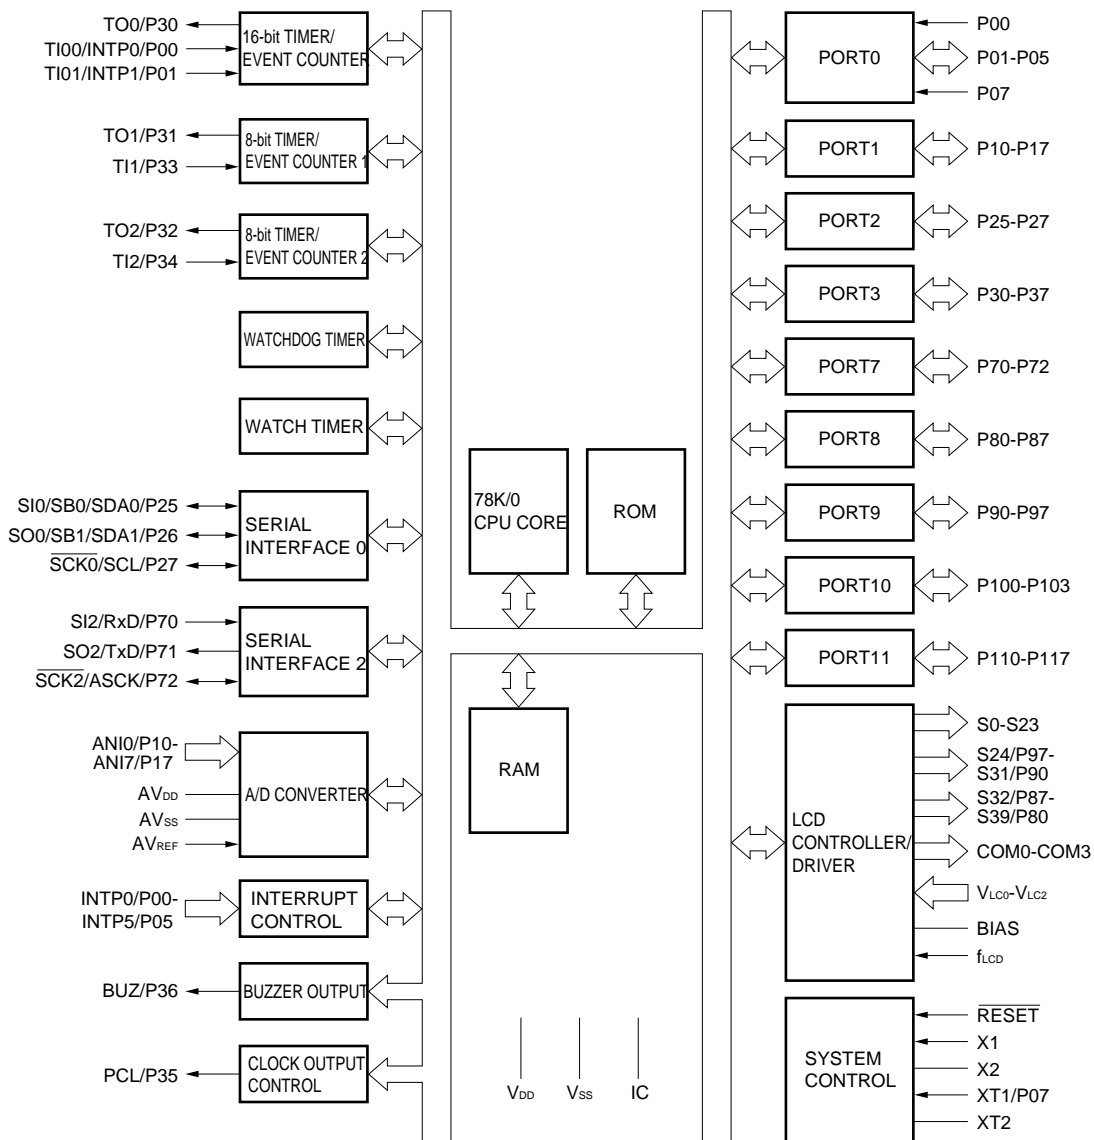 TO0/P30
TI00/INTP0/P00
TI01/INTP1/P01
16-bit TIMER/
EVENT COUNTER
TO1/P31
TI1/P33
8-bit TIMER/
EVENT COUNTER 1
TO2/P32
TI2/P34
8-bit TIMER/
EVENT COUNTER 2
WATCHDOG TIMER
WATCH TIMER
SI0/SB0/SDA0/P25
SO0/SB1/SDA1/P26
SCK0/SCL/P27
SERIAL
INTERFACE 0
SI2/RxD/P70
SO2/TxD/P71
SCK2/ASCK/P72
SERIAL
INTERFACE 2
ANI0/P10-
ANI7/P17
AVDD
AVSS
AVREF
A/D CONVERTER
INTP0/P00-
INTP5/P05
INTERRUPT
CONTROL
BUZ/P36
BUZZER OUTPUT
PCL/P35
CLOCK OUTPUT
CONTROL
78K/0
CPU CORE
ROM
RAM
VDD
VSS
IC
PORT0
P00
P01-P05
P07
PORT1
P10-P17
PORT2
P25-P27
PORT3
P30-P37
PORT7
P70-P72
PORT8
P80-P87
PORT9
P90-P97
PORT10
P100-P103
PORT11
P110-P117
LCD
CONTROLLER/
DRIVER
S0-S23
S24/P97-
S31/P90
S32/P87-
S39/P80
COM0-COM3
VLC0-VLC2
BIAS
fLCD
SYSTEM
CONTROL
RESET
X1
X2
XT1/P07
XT2